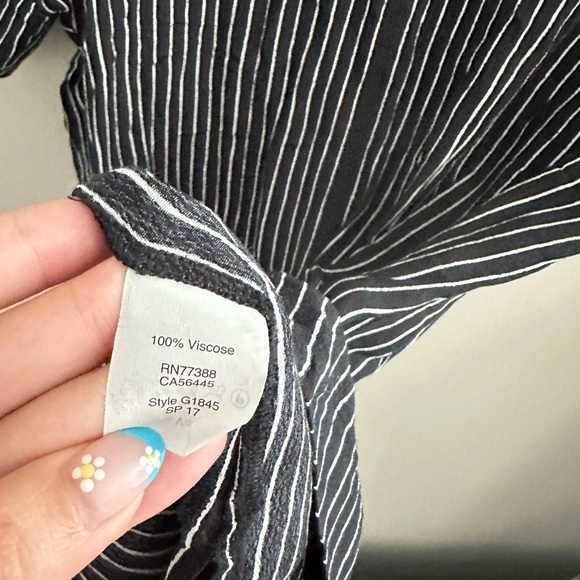 100% Viscose
RN77388
CA56445
Style G1845
SP 17